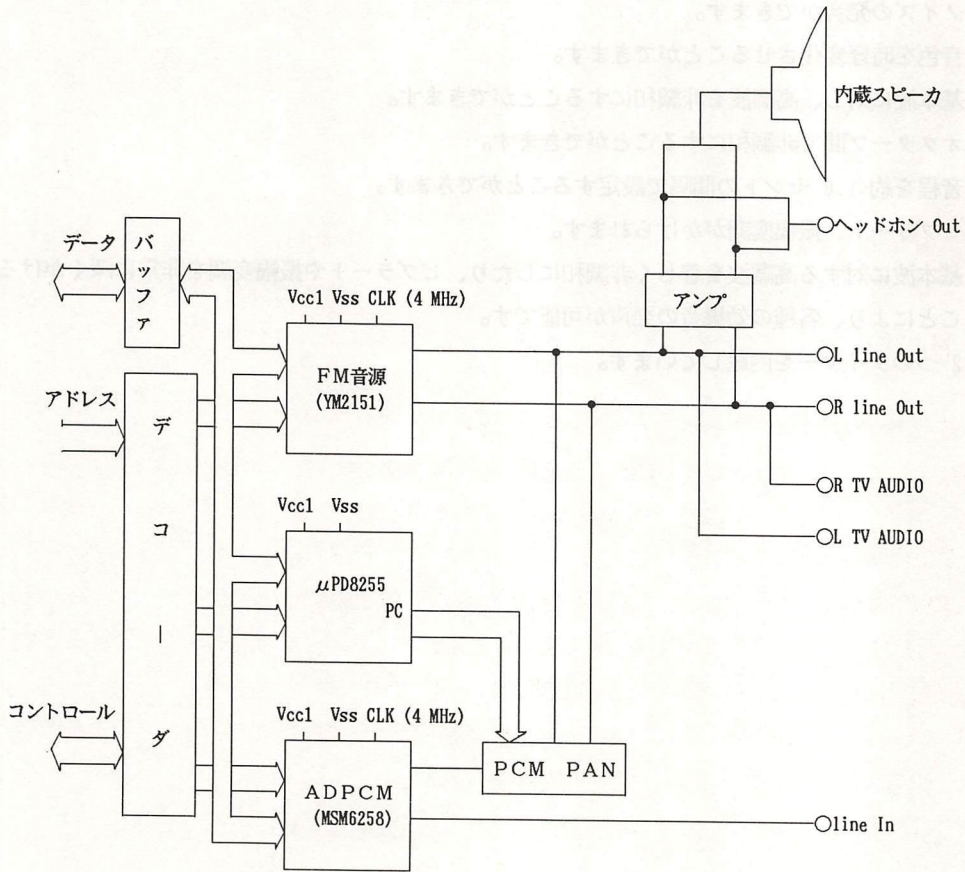 内蔵スピーカ
ヘッドホン Out
データ
バッファ
Vcc1 Vss CLK (4 MHz)
アンプ
FM音源
(YM2151)
L line Out
アドレス
デコーダ
R line Out
Vcc1 Vss
R TV AUDIO
L TV AUDIO
μPD8255
PC
コントロール
Vcc1 Vss CLK (4 MHz)
PCM PAN
ADPCM
(MSM6258)
line In